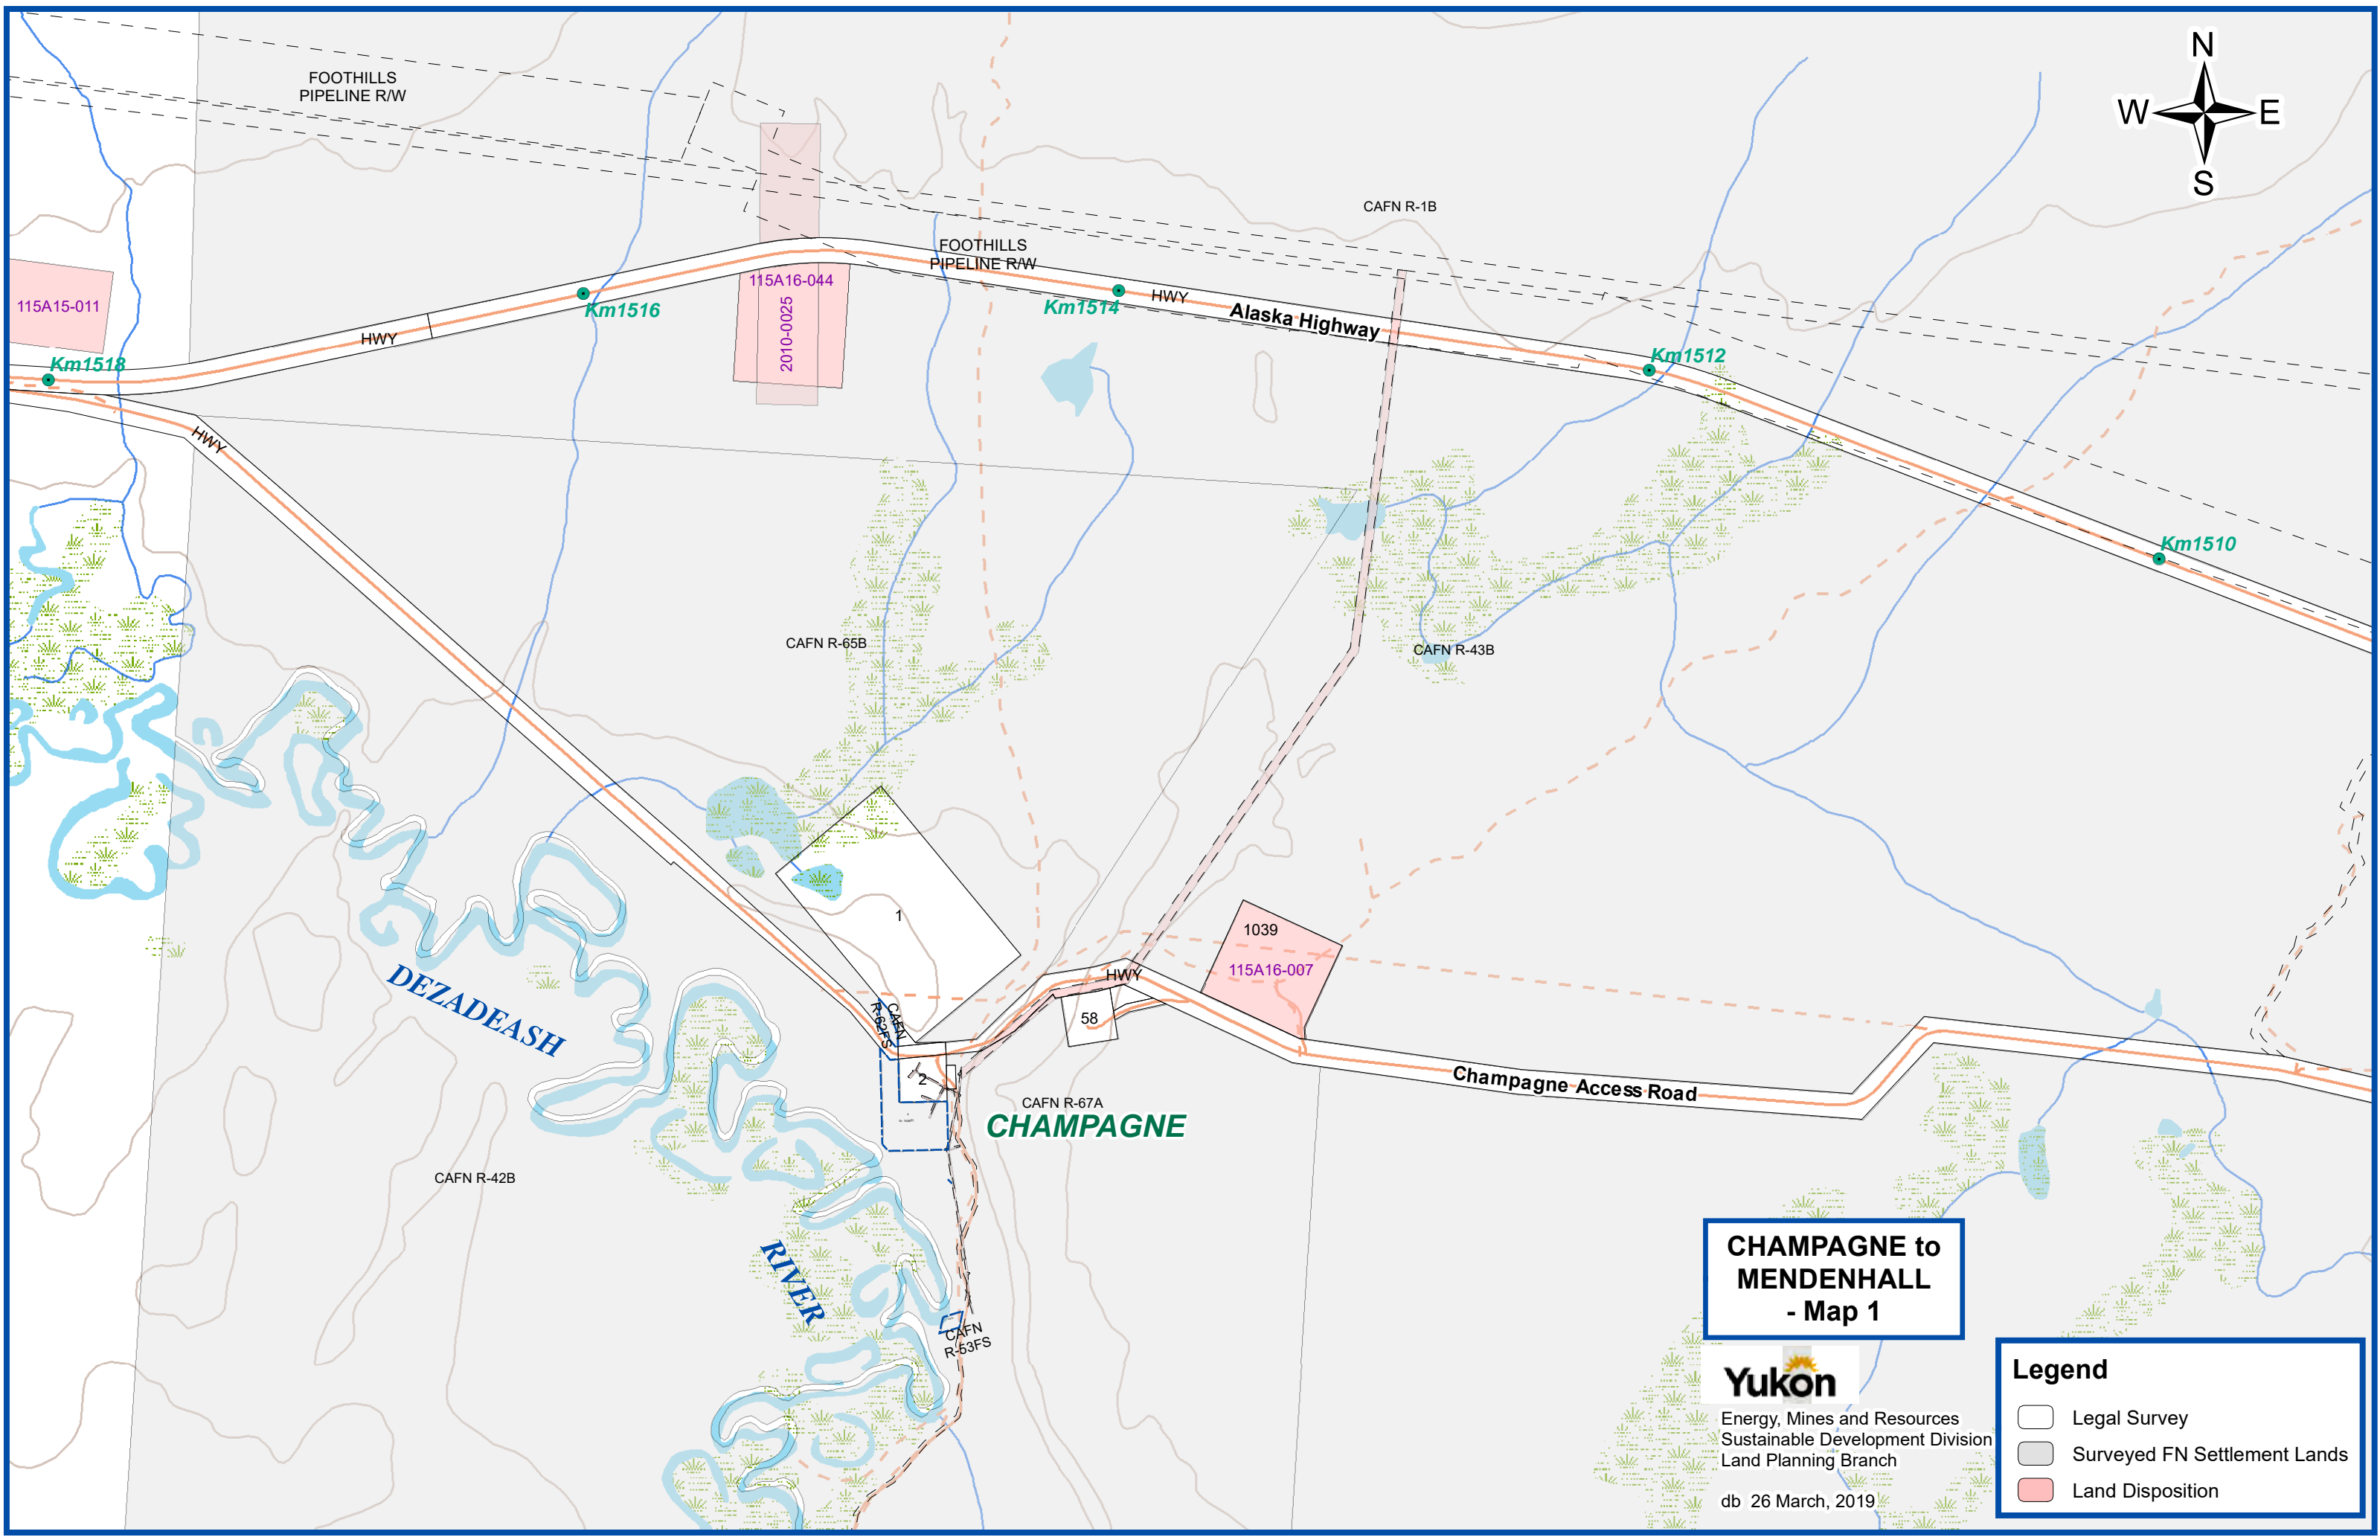 N
W E
S
FOOTHILLS
PIPELINE R/W
CAFN R-1B
FOOTHILLS
PIPELINE R/W
115A15-011
115A16-044
2010-0025
Km1518
Km1516
Km1514
Km1512
Km1510
HWY
HWY
Alaska Highway
HWY
CAFN R-65B
CAFN R-43B
1
1039
115A16-007
HWY
58
CAFN
R-62FS
2
DEZADEASH
RIVER
CAFN R-67A
CHAMPAGNE
Champagne Access Road
CAFN R-42B
CAFN
R-53FS
CHAMPAGNE to
MENDENHALL
- Map 1
Yukon
Energy, Mines and Resources
Sustainable Development Division
Land Planning Branch
db 26 March, 2019
Legend
Legal Survey
Surveyed FN Settlement Lands
Land Disposition